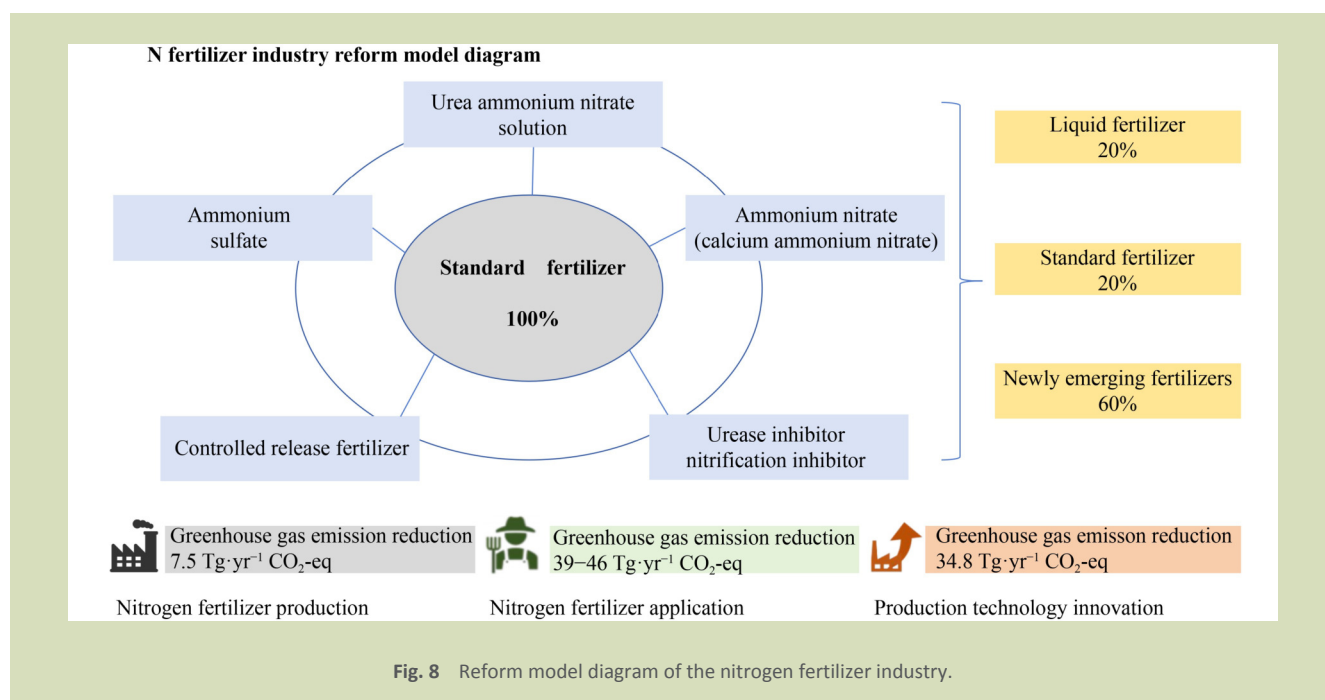 N fertilizer industry reform model diagram
Urea ammonium nitrate
solution
Ammonium
sulfate
Ammonium nitrate
(calcium ammonium nitrate)
Standard fertilizer
100%
Controlled release fertilizer
Urease inhibitor
nitrification inhibitor
Liquid fertilizer
20%
Standard fertilizer
20%
Newly emerging fertilizers
60%
Greenhouse gas emission reduction
7.5 Tg·yr⁻¹ CO₂-eq
Nitrogen fertilizer production
Greenhouse gas emission reduction
39−46 Tg·yr⁻¹ CO₂-eq
Nitrogen fertilizer application
Greenhouse gas emisson reduction
34.8 Tg·yr⁻¹ CO₂-eq
Production technology innovation
Fig. 8 Reform model diagram of the nitrogen fertilizer industry.